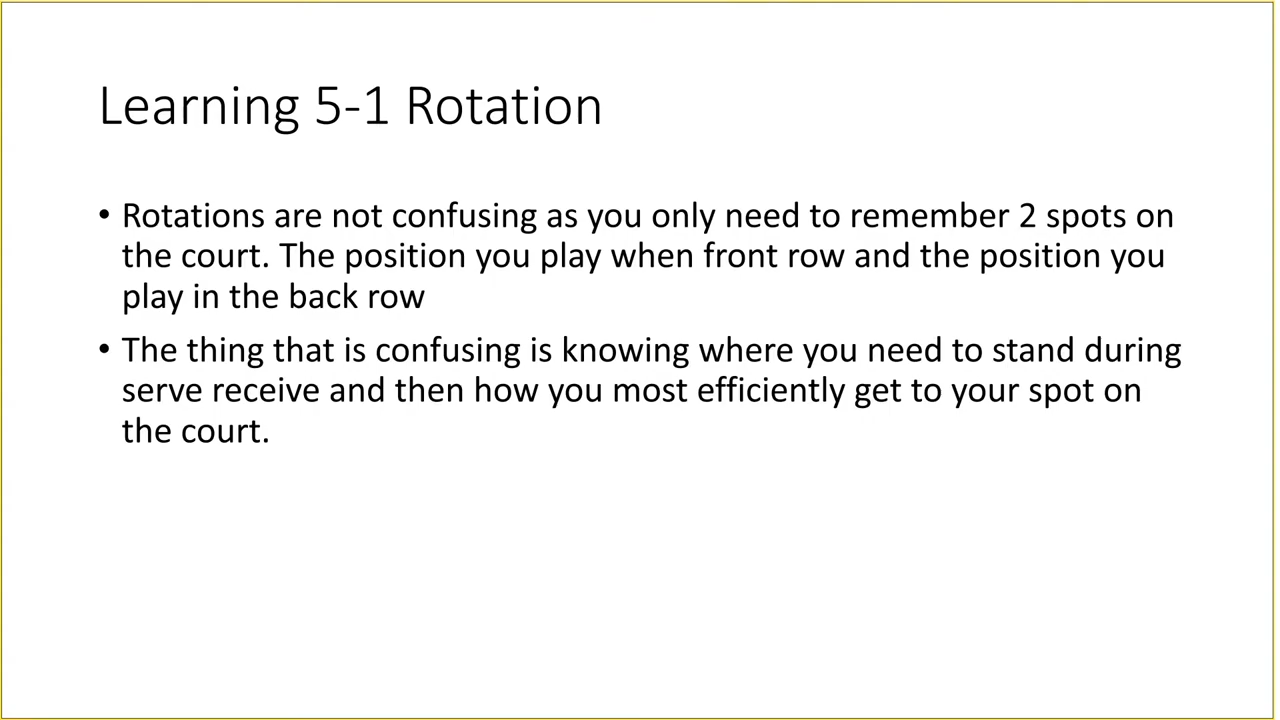 Learning 5-1 Rotation
• Rotations are not confusing as you only need to remember 2 spots on
the court. The position you play when front row and the position you
play in the back row
• The thing that is confusing is knowing where you need to stand during
serve receive and then how you most efficiently get to your spot on
the court.